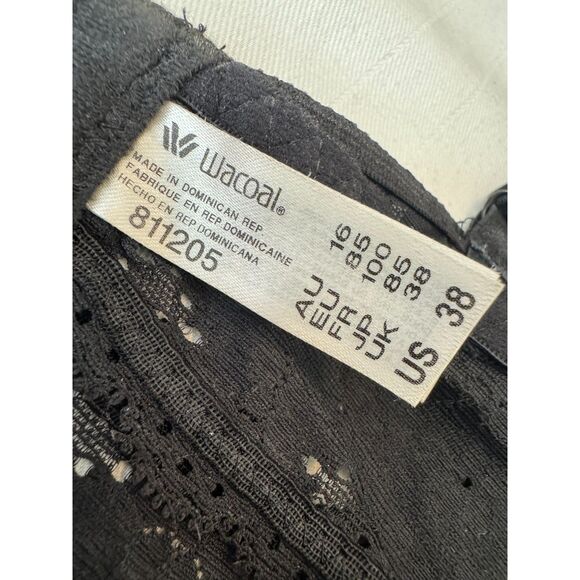 Wacoal®
MADE IN DOMINICAN REP
FABRIQUE EN REP DOMINICAINE
HECHO EN REP DOMINICANA
811205
AU 16
EU 85
FR 100
JP 85
UK 38
US 38